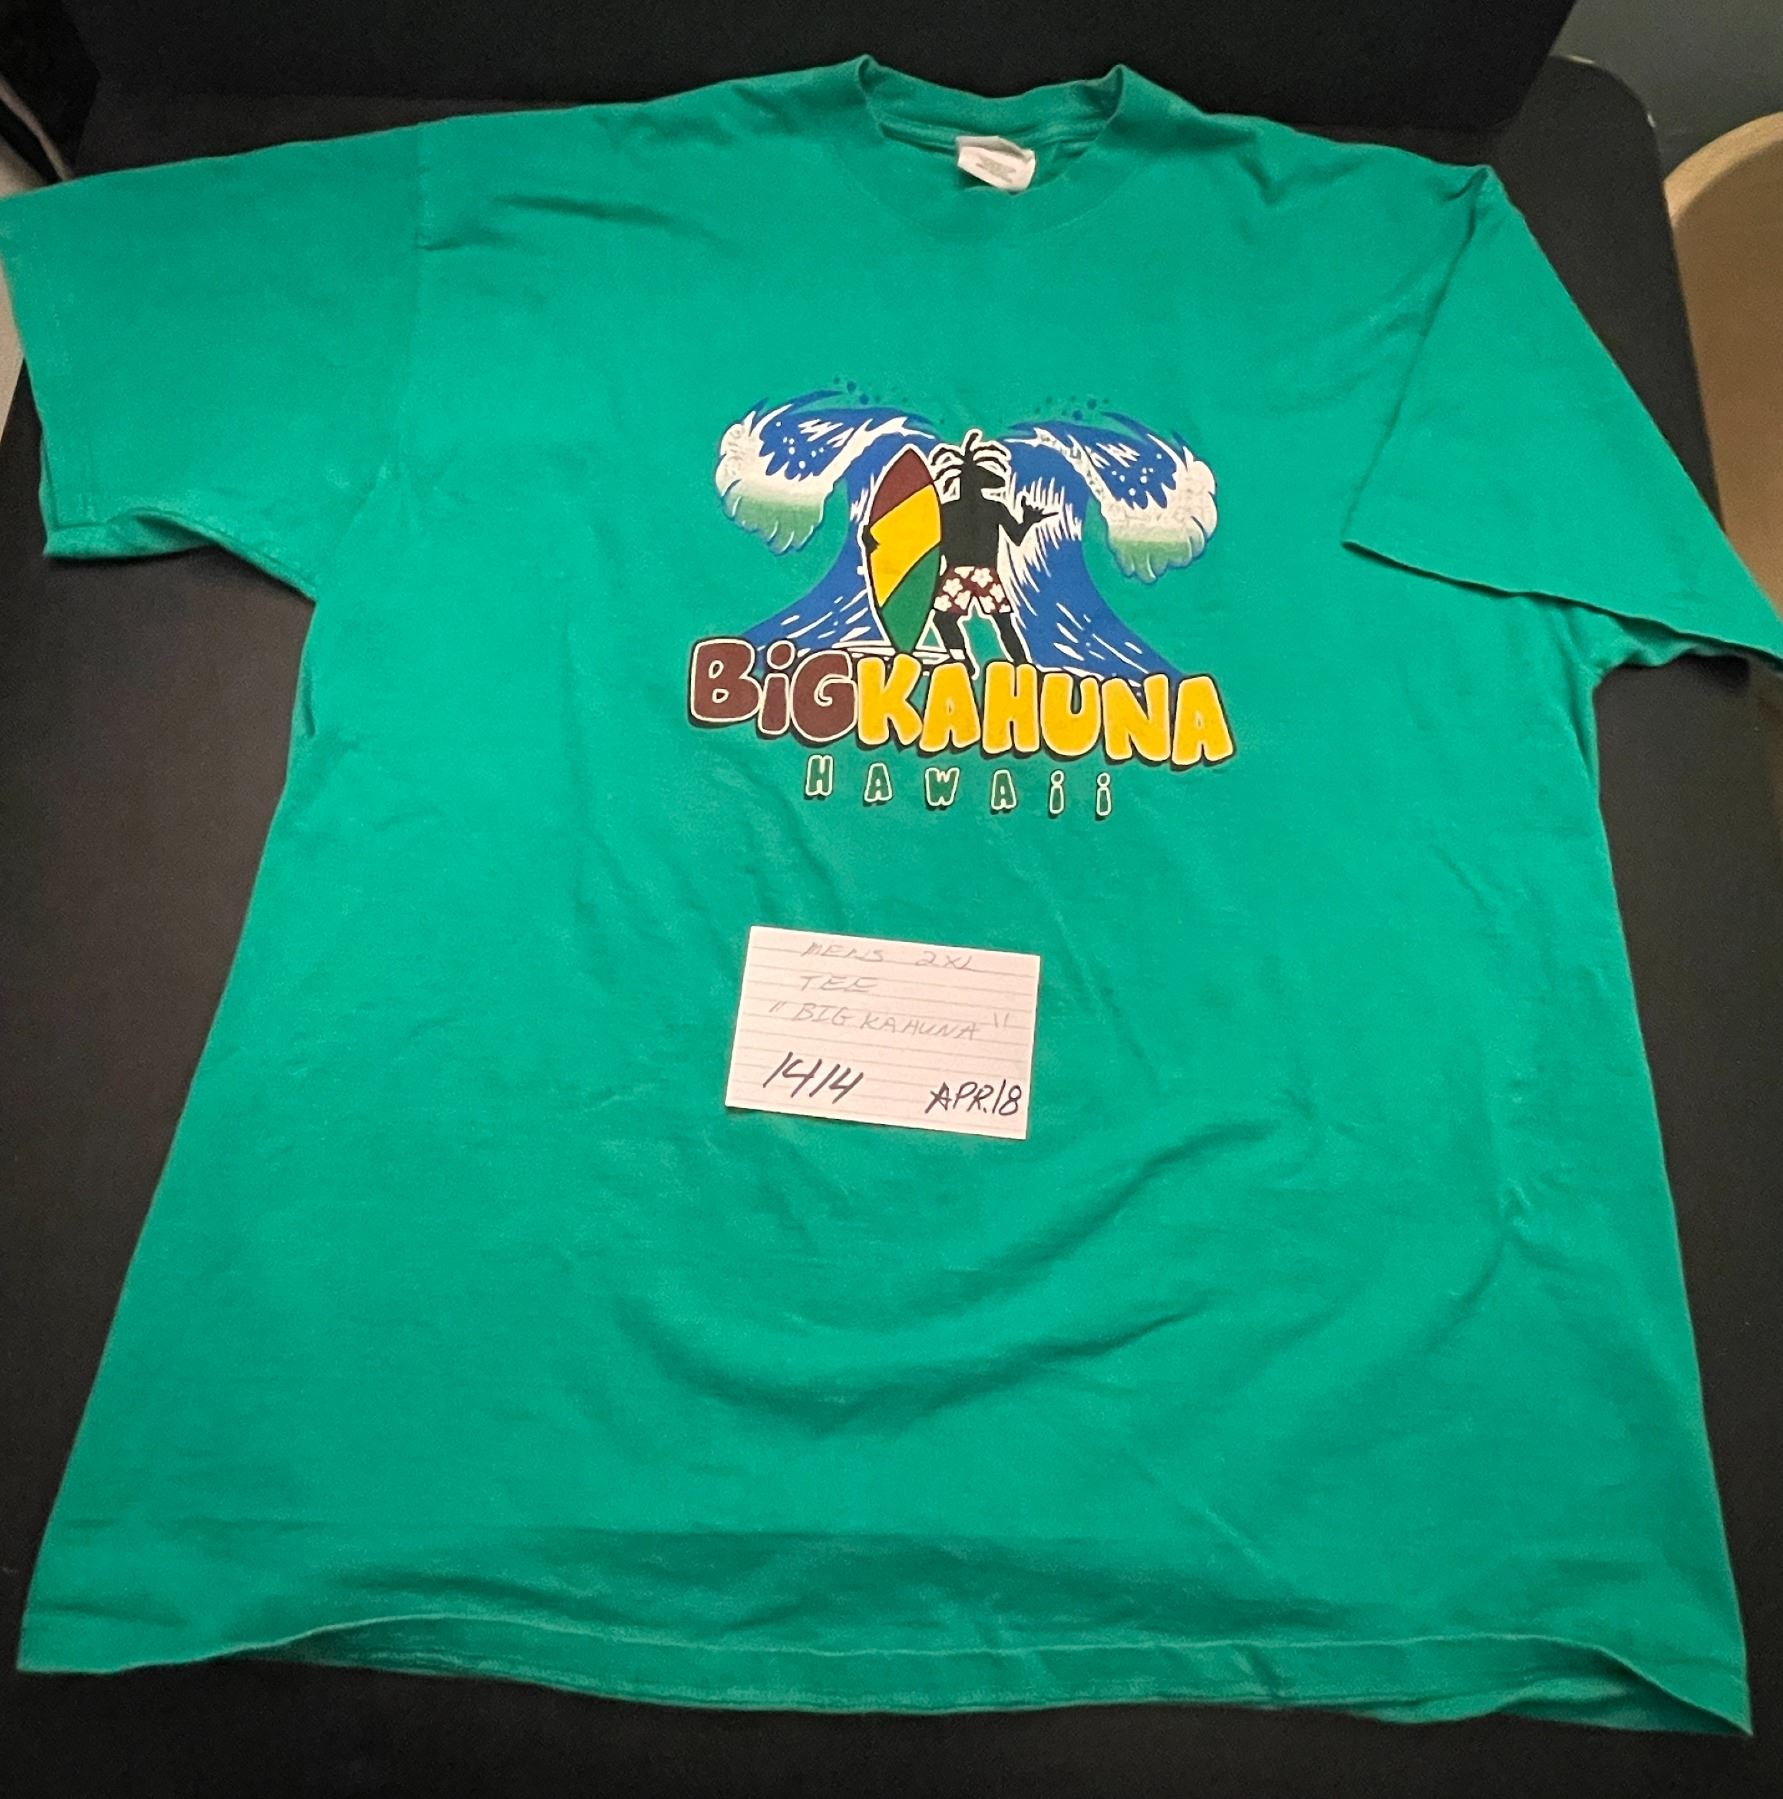 BiGKAHUNA
HAWAii
MENS 2XL
TEE
"BIG KAHUNA"
1414 APR.18